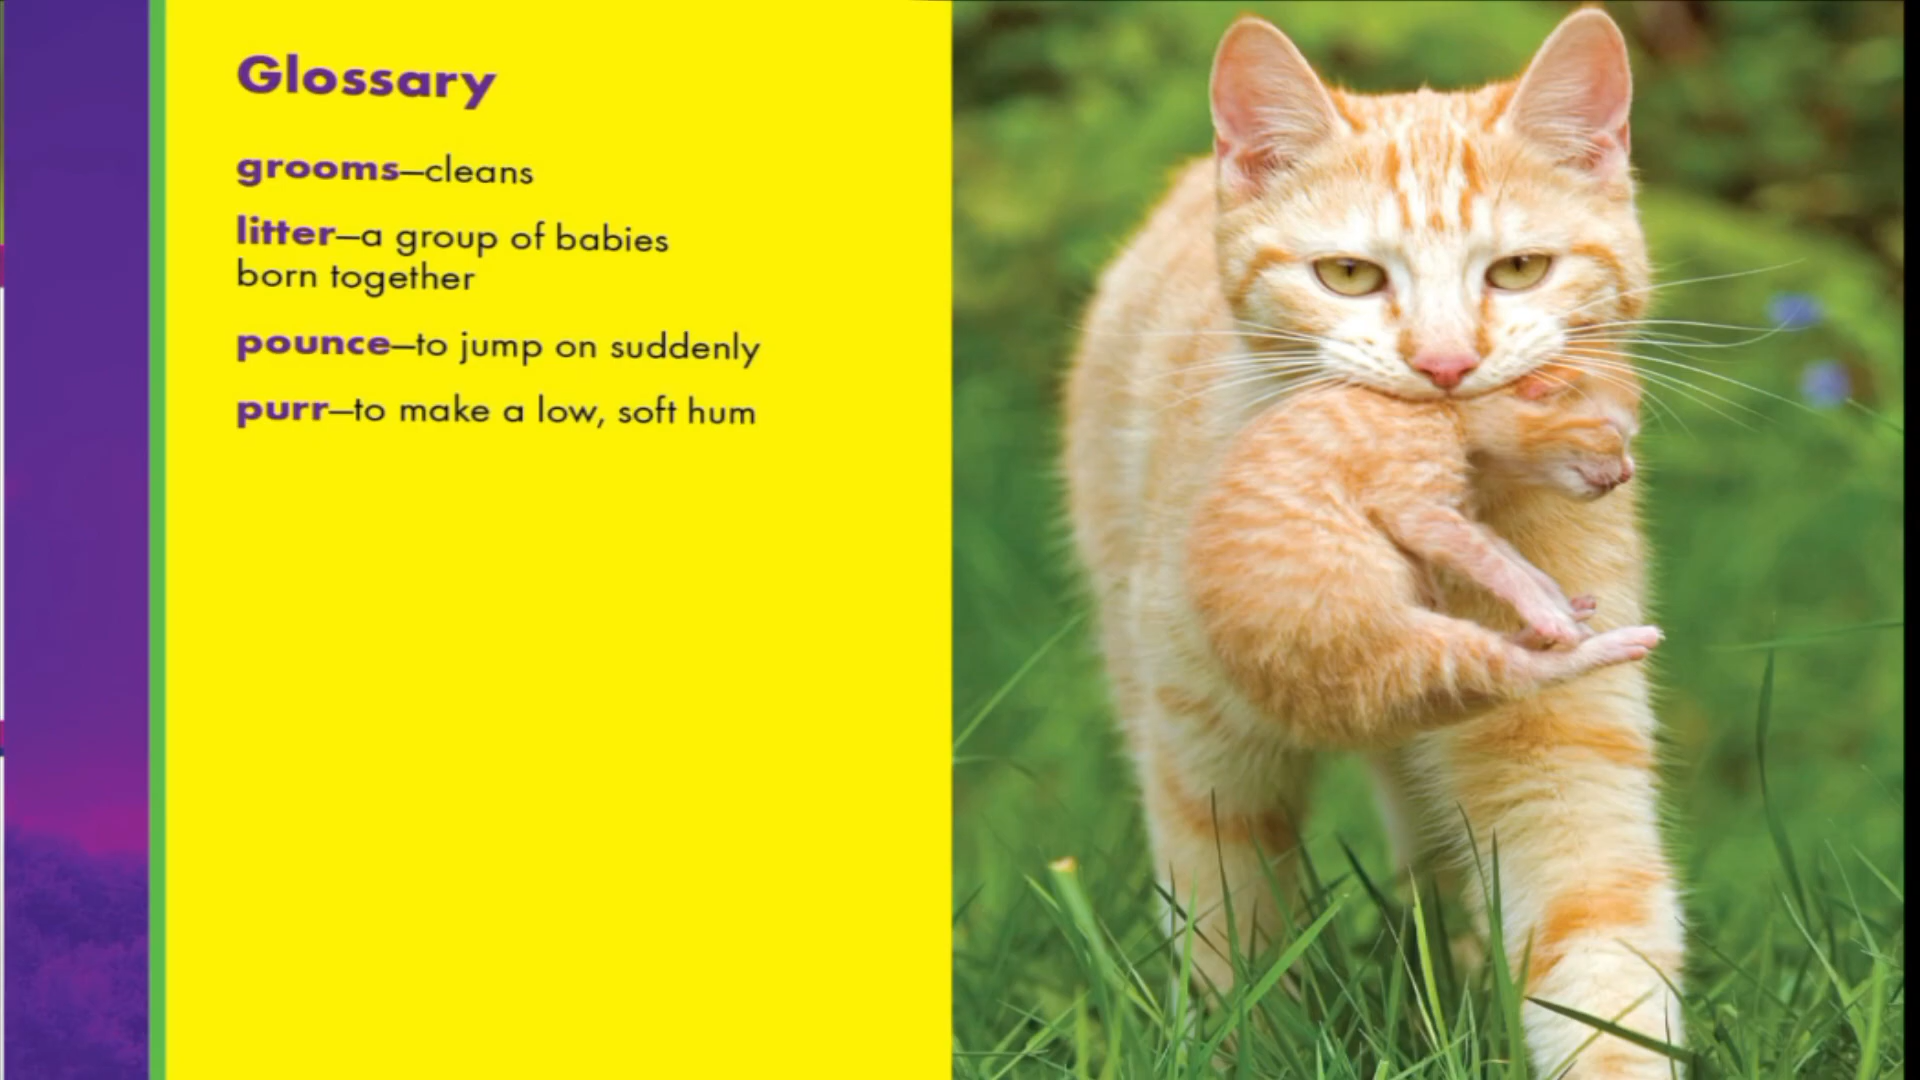 Glossary
grooms—cleans
litter—a group of babies
born together
pounce—to jump on suddenly
purr—to make a low, soft hum